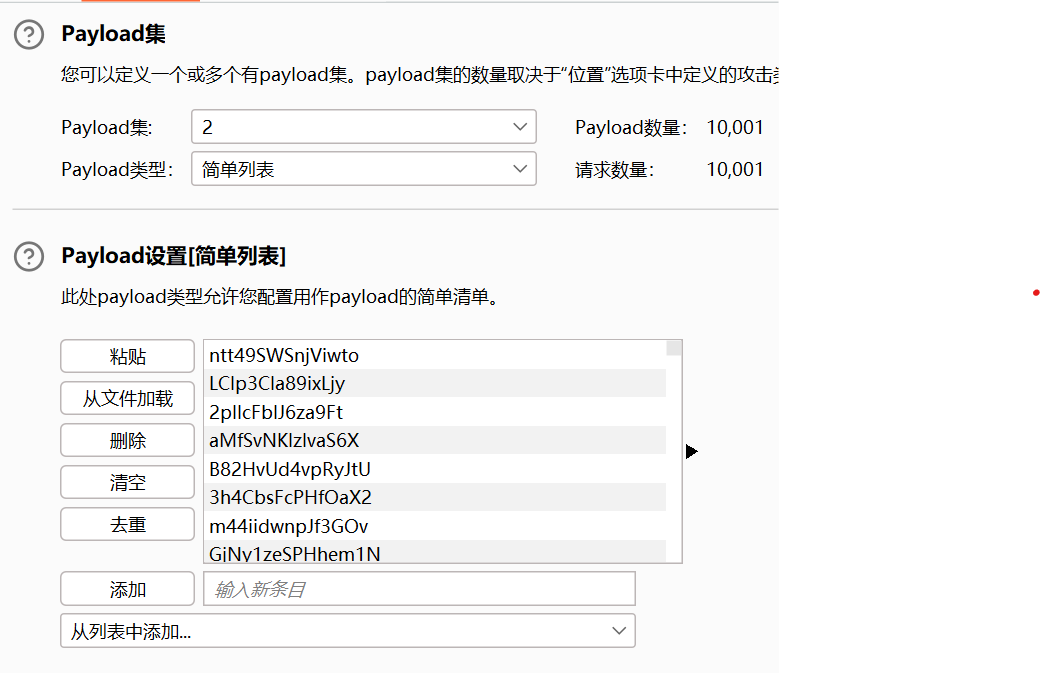 Payload集
您可以定义一个或多个有payload集。payload集的数量取决于“位置”选项卡中定义的攻击
Payload集: 2 Payload数量: 10,001
Payload类型: 简单列表 请求数量: 10,001
Payload设置[简单列表]
此处payload类型允许您配置用作payload的简单清单。
粘贴
从文件加载
删除
清空
去重
ntt49SWSnjViwto
LCIp3Cla89ixLjy
2pIlcFblJ6za9Ft
aMfSvNKlzlvaS6X
B82HvUd4vpRyJtU
3h4CbsFcPHfOaX2
m44iidwnpJf3GOv
GjNy1zeSPHhem1N
添加 输入新条目
从列表中添加...